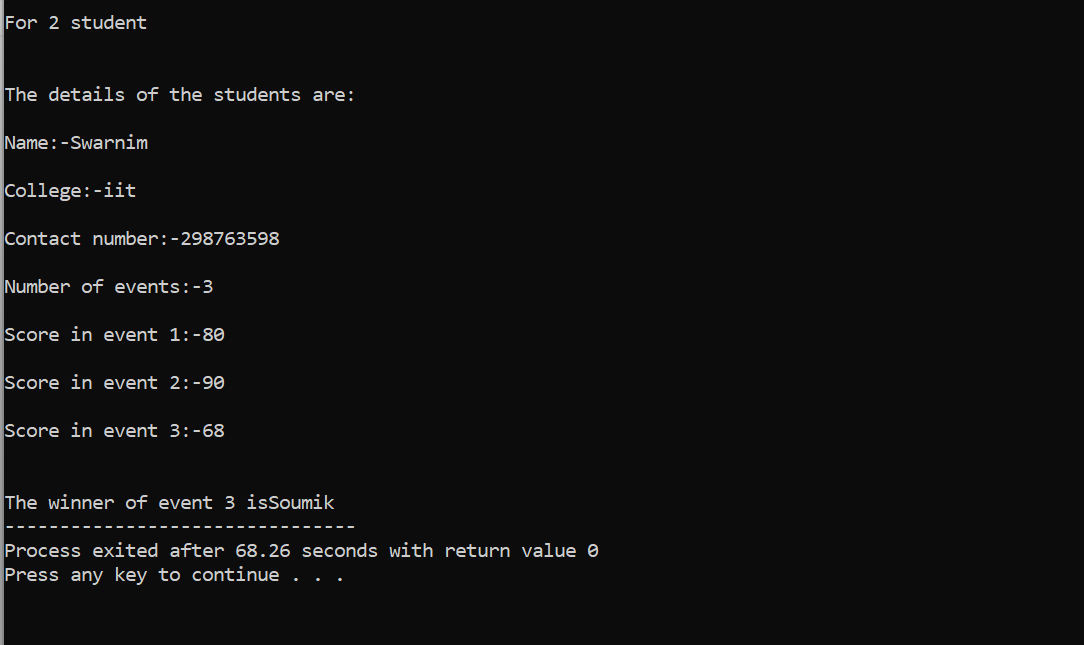 For 2 student
The details of the students are:
Name:-Swarnim
College:-iit
Contact number:-298763598
Number of events:-3
Score in event 1:-80
Score in event 2:-90
Score in event 3:-68
The winner of event 3 isSoumik
--------------------------------
Process exited after 68.26 seconds with return value 0
Press any key to continue . . .